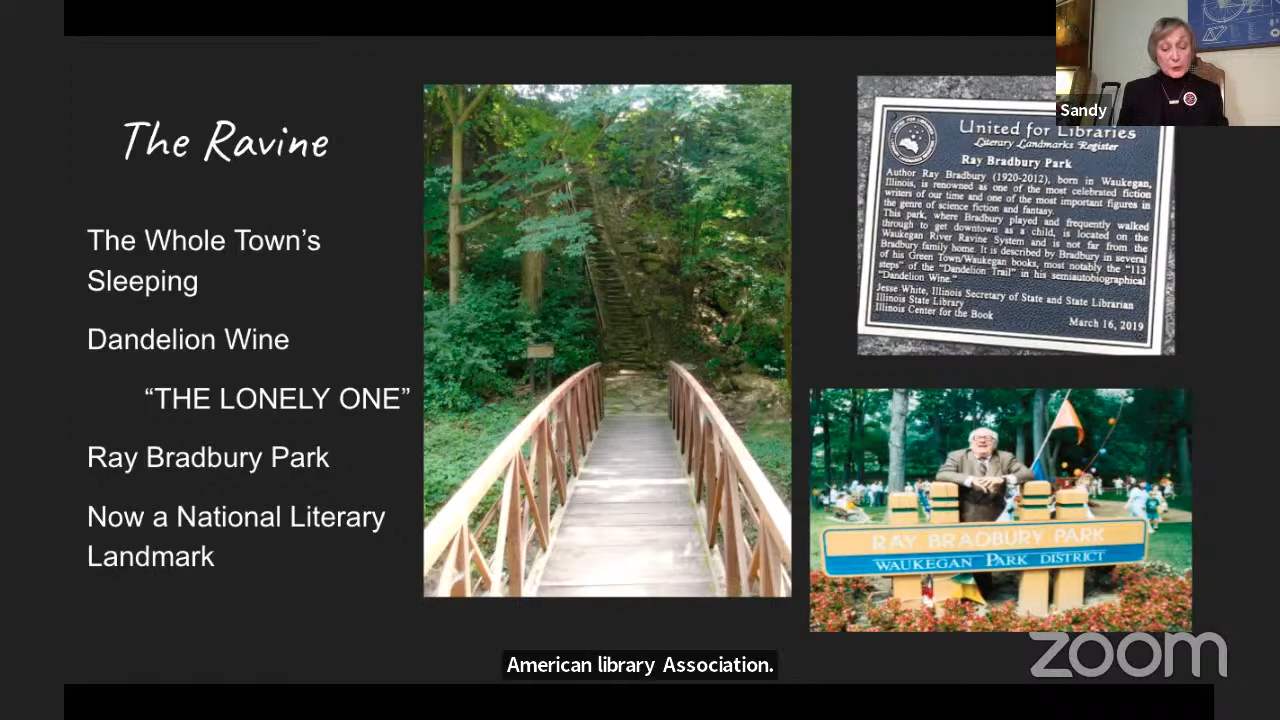 The Ravine
The Whole Town’s
Sleeping
Dandelion Wine
“THE LONELY ONE”
Ray Bradbury Park
Now a National Literary
Landmark
Sandy
United for Libraries
Literary Landmarks Register
Ray Bradbury Park
Author Ray Bradbury (1920-2012), born in Waukegan,
Illinois, is renowned as one of the most celebrated fiction
writers of our time and one of the most important figures in
the genre of science fiction and fantasy.
This park, where Bradbury played and frequently walked
through to get downtown as a child, is located on the
Waukegan River Ravine System and is not far from the
Bradbury family home. It is described by Bradbury in several
of his Green Town/Waukegan books, most notably the “113
steps” of the “Dandelion Trail” in his semiautobiographical
“Dandelion Wine.”
Jesse White, Illinois Secretary of State and State Librarian
Illinois State Library
Illinois Center for the Book
March 16, 2019
RAY BRADBURY PARK
WAUKEGAN PARK DISTRICT
American library Association.
zoom